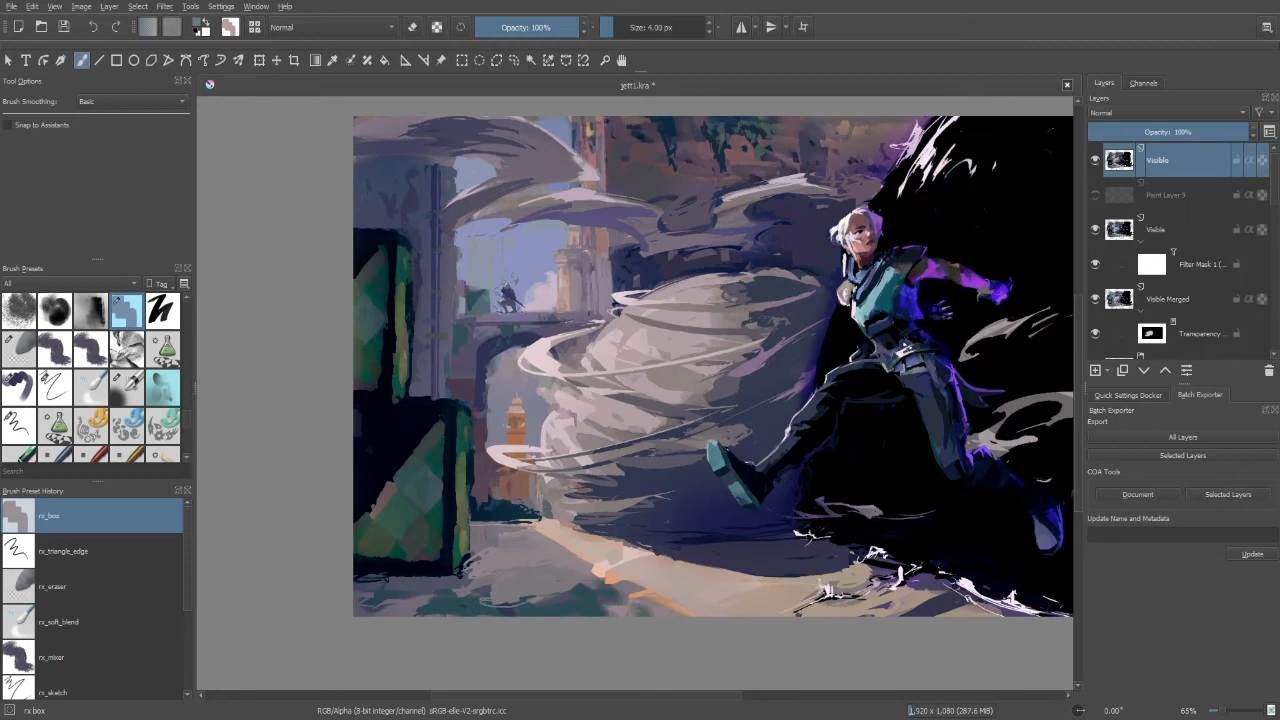 File Edit View Image Layer Select Filter Tools Settings Window Help
Normal Opacity: 100% Size: 4.00 px
Tool Options
jett1.kra *
Layers Channels
Brush Smoothing: Basic
Layers
Normal
Snap to Assistants
Opacity: 100%
Visible
Paint Layer 9
Visible
Filter Mask 1 (...
Visible Merged
Transparency ...
Brush Presets
All Tag
Search
Brush Preset History
rx_box
rx_triangle_edge
rx_eraser
rx_soft_blend
rx_mixer
rx_sketch
Quick Settings Docker Batch Exporter
Batch Exporter
Export
All Layers
Selected Layers
COA Tools
Document Selected Layers
Update Name and Metadata
Update
rx box RGB/Alpha (8-bit integer/channel) sRGB-elle-V2-srgbtrc.icc 1,920 x 1,080 (287.6 MiB) 0.00° 65%